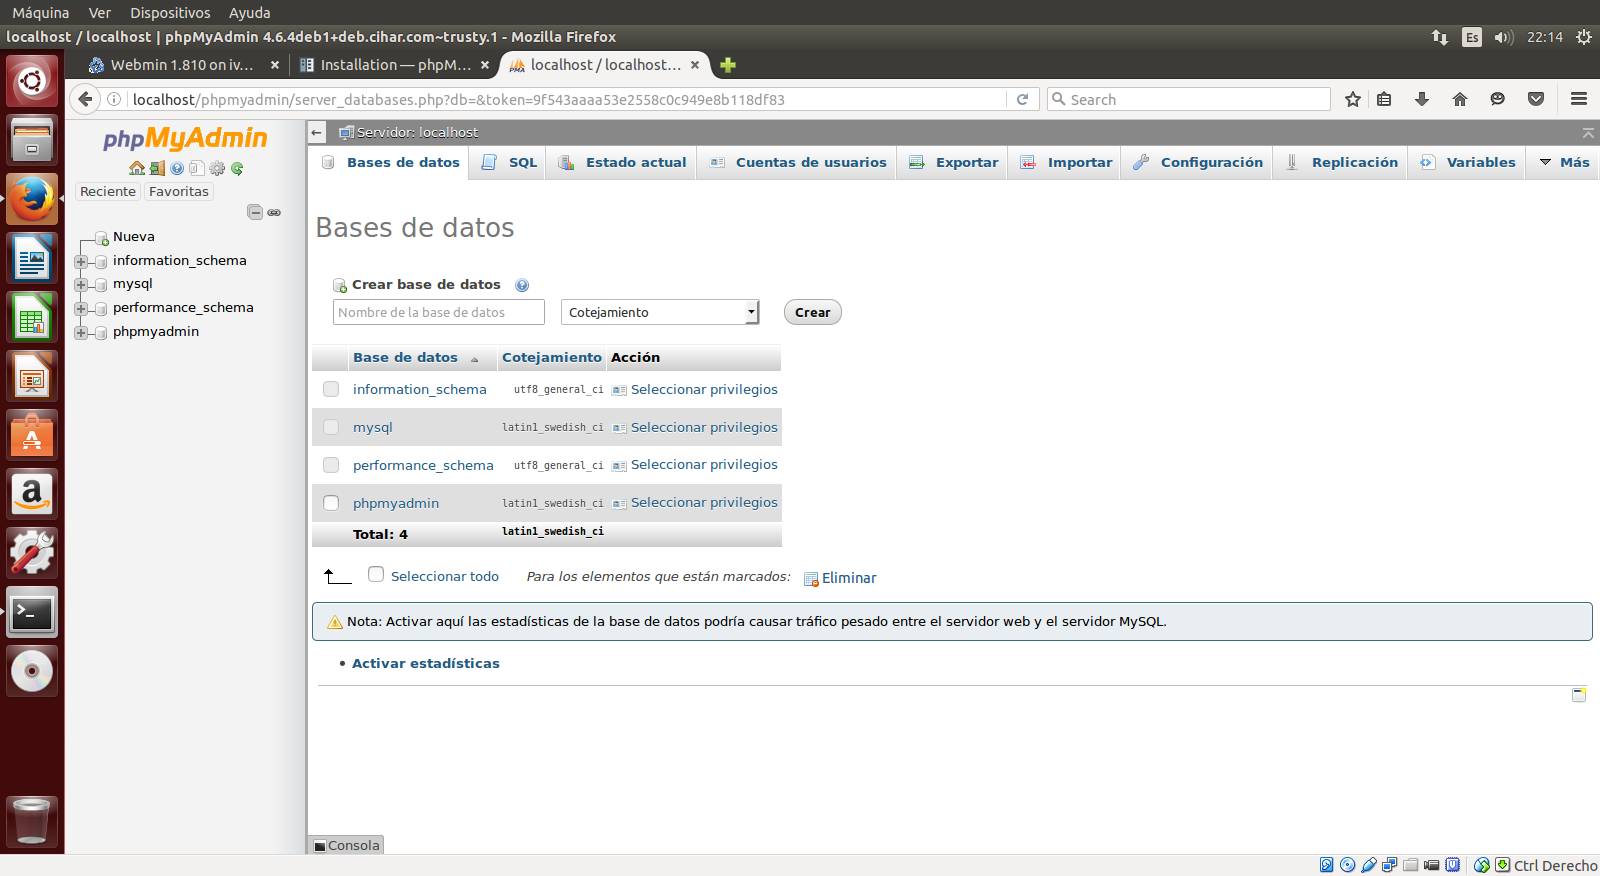 Máquina Ver Dispositivos Ayuda
localhost / localhost | phpMyAdmin 4.6.4deb1+deb.cihar.com~trusty.1 - Mozilla Firefox
Es 22:14
Webmin 1.810 on iv...
Installation — phpM...
localhost / localhost...
localhost/phpmyadmin/server_databases.php?db=&token=9f543aaaa53e2558c0c949e8b118df83
Search
phpMyAdmin
Reciente Favoritas
Nueva
information_schema
mysql
performance_schema
phpmyadmin
Servidor: localhost
Bases de datos SQL Estado actual Cuentas de usuarios Exportar Importar Configuración Replicación Variables Más
Bases de datos
Crear base de datos
Nombre de la base de datos Cotejamiento Crear
Base de datos Cotejamiento Acción
information_schema utf8_general_ci Seleccionar privilegios
mysql latin1_swedish_ci Seleccionar privilegios
performance_schema utf8_general_ci Seleccionar privilegios
phpmyadmin latin1_swedish_ci Seleccionar privilegios
Total: 4 latin1_swedish_ci
Seleccionar todo Para los elementos que están marcados: Eliminar
Nota: Activar aquí las estadísticas de la base de datos podría causar tráfico pesado entre el servidor web y el servidor MySQL.
• Activar estadísticas
Consola
Ctrl Derecho